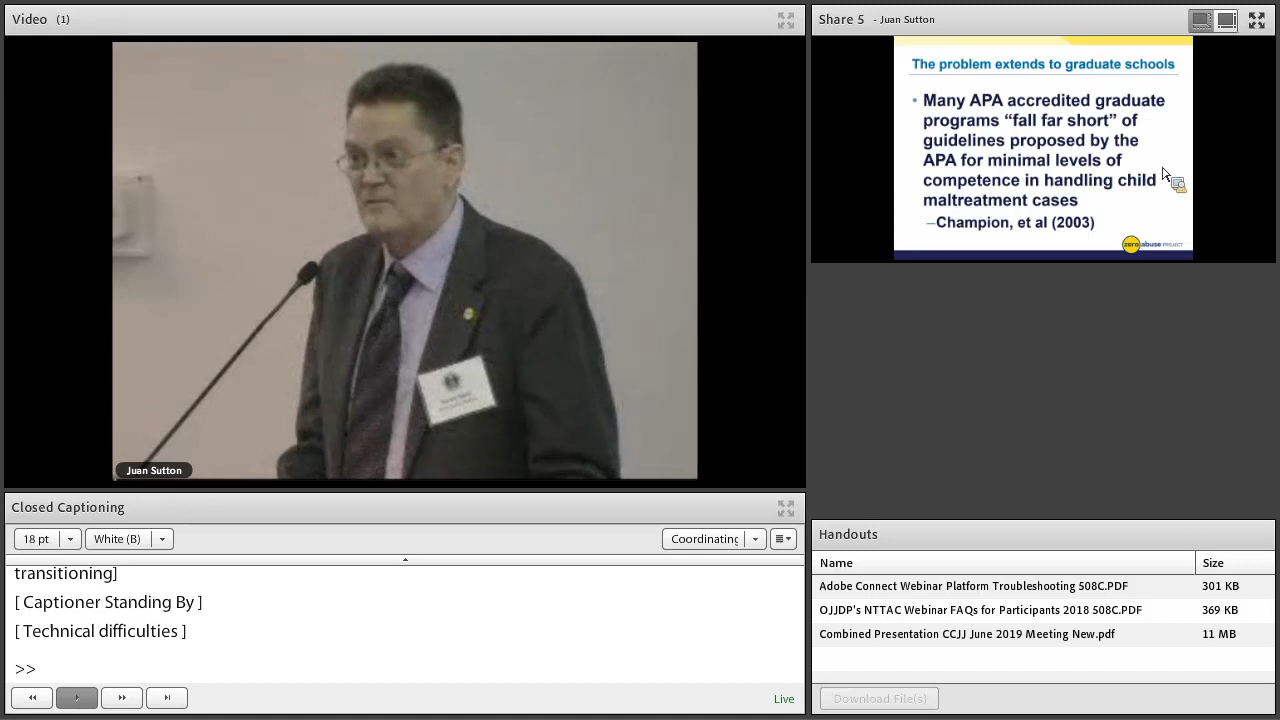 Video (1)
Juan Sutton
Share 5 - Juan Sutton
The problem extends to graduate schools
• Many APA accredited graduate
programs “fall far short” of
guidelines proposed by the
APA for minimal levels of
competence in handling child
maltreatment cases
–Champion, et al (2003)
zero abuse PROJECT
Closed Captioning
18 pt
White (B)
Coordinating
transitioning]
[ Captioner Standing By ]
[ Technical difficulties ]
>>
Live
Handouts
Name Size
Adobe Connect Webinar Platform Troubleshooting 508C.PDF 301 KB
OJJDP's NTTAC Webinar FAQs for Participants 2018 508C.PDF 369 KB
Combined Presentation CCJJ June 2019 Meeting New.pdf 11 MB
Download File(s)